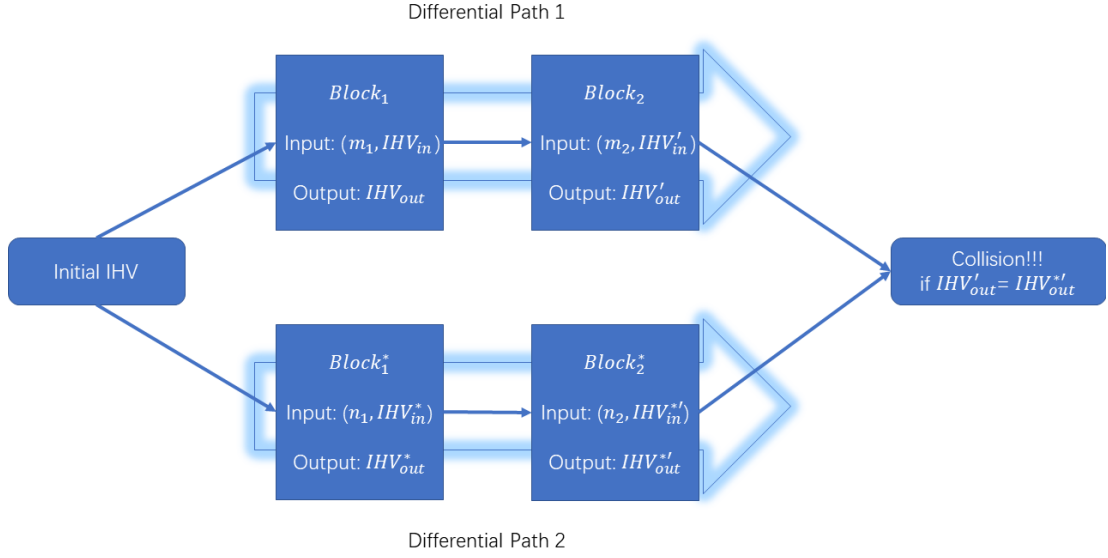 Differential Path 1
Block₁
Input: (m₁, IHV_in)
Output: IHV_out
Block₂
Input: (m₂, IHV'_in)
Output: IHV'_out
Initial IHV
Collision!!!
if IHV'_out= IHV*'_out
Block*₁
Input: (n₁, IHV*_in)
Output: IHV*_out
Block*₂
Input: (n₂, IHV*'_in)
Output: IHV*'_out
Differential Path 2